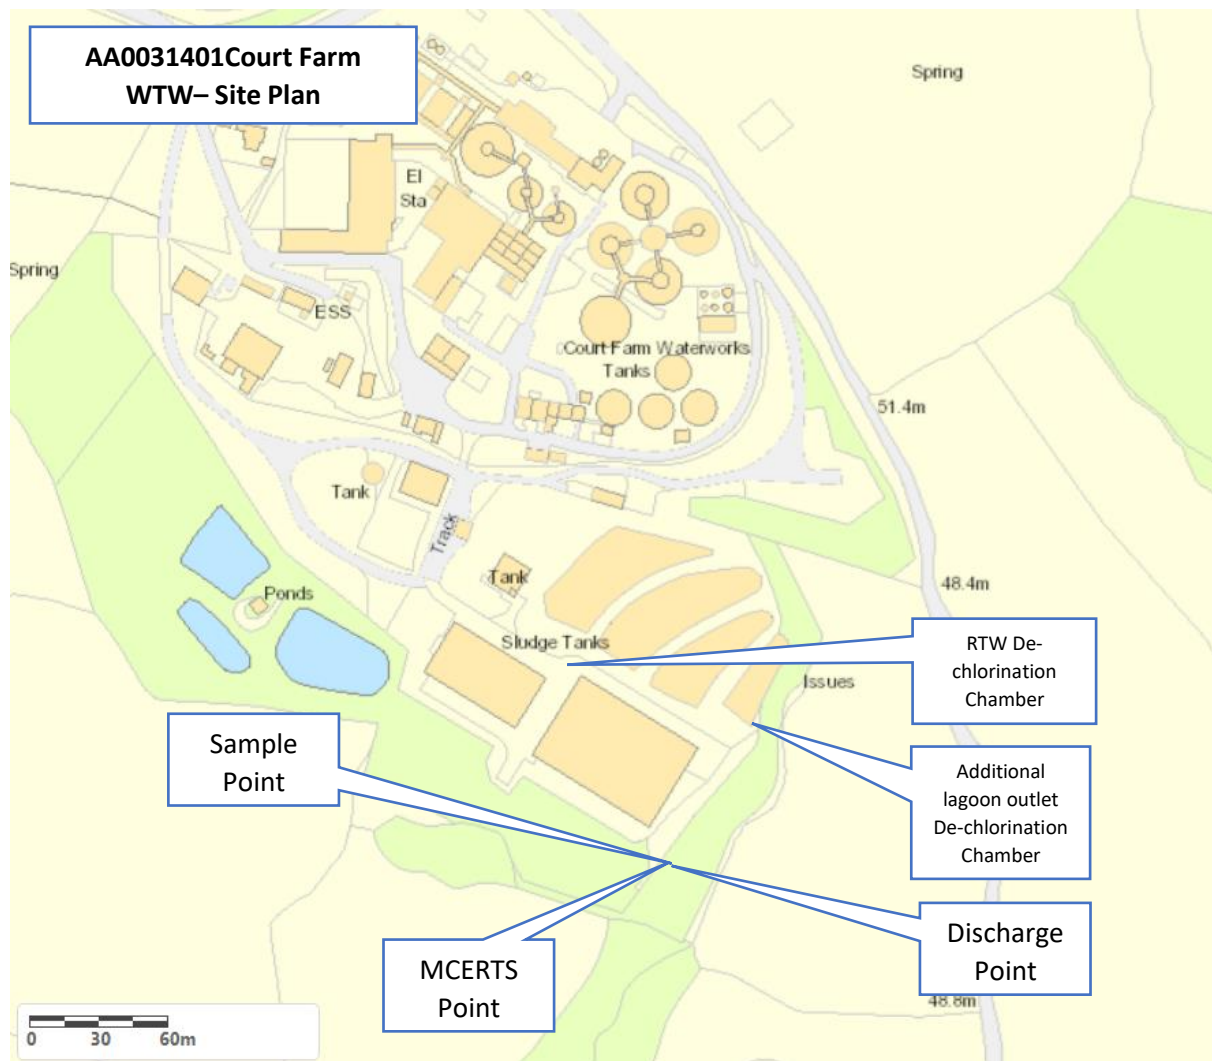 AA0031401Court Farm
WTW– Site Plan
Spring
El
Sta
Spring
ESS
Court Farm Waterworks
Tanks
51.4m
Tank
Track
48.4m
Tank
Ponds
Sludge Tanks
RTW De-
chlorination
Chamber
Issues
Sample
Point
Additional
lagoon outlet
De-chlorination
Chamber
Discharge
Point
MCERTS
Point
48.8m
0 30 60m